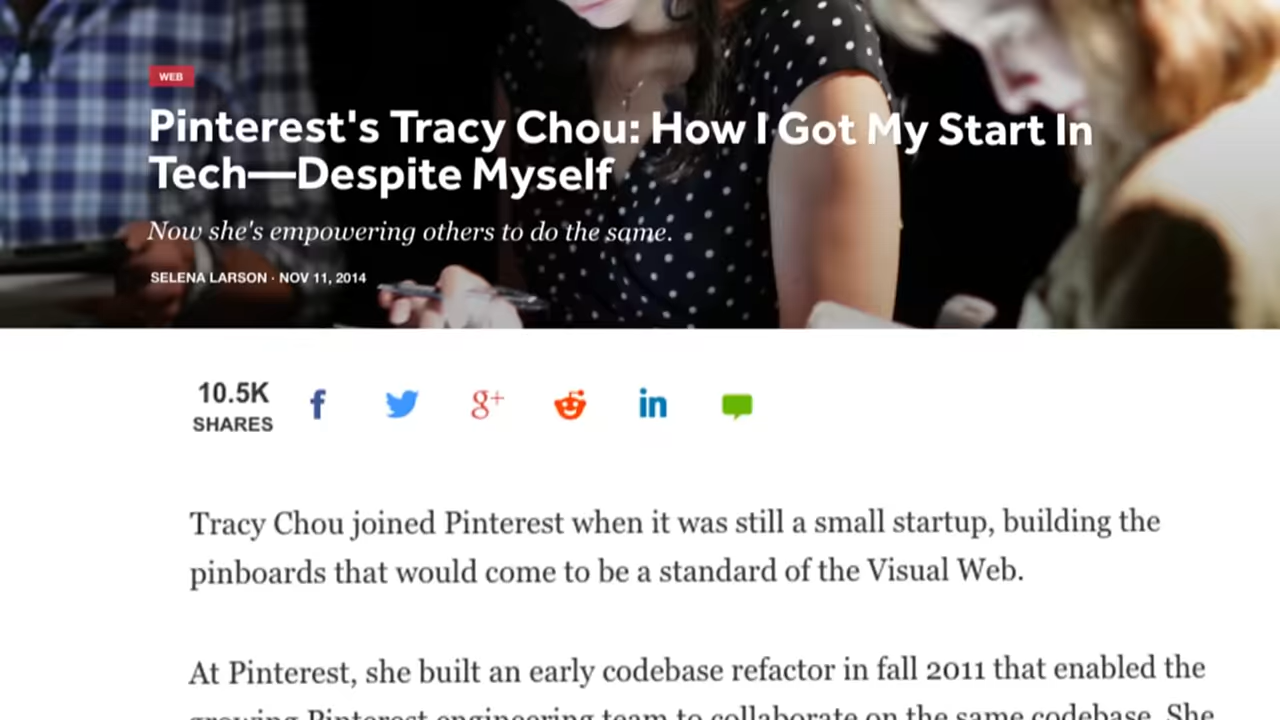 WEB
Pinterest's Tracy Chou: How I Got My Start In
Tech—Despite Myself
Now she's empowering others to do the same.
SELENA LARSON · NOV 11, 2014
10.5K
SHARES
f g+ in
Tracy Chou joined Pinterest when it was still a small startup, building the
pinboards that would come to be a standard of the Visual Web.
At Pinterest, she built an early codebase refactor in fall 2011 that enabled the
growing Pinterest engineering team to collaborate on the same codebase. She